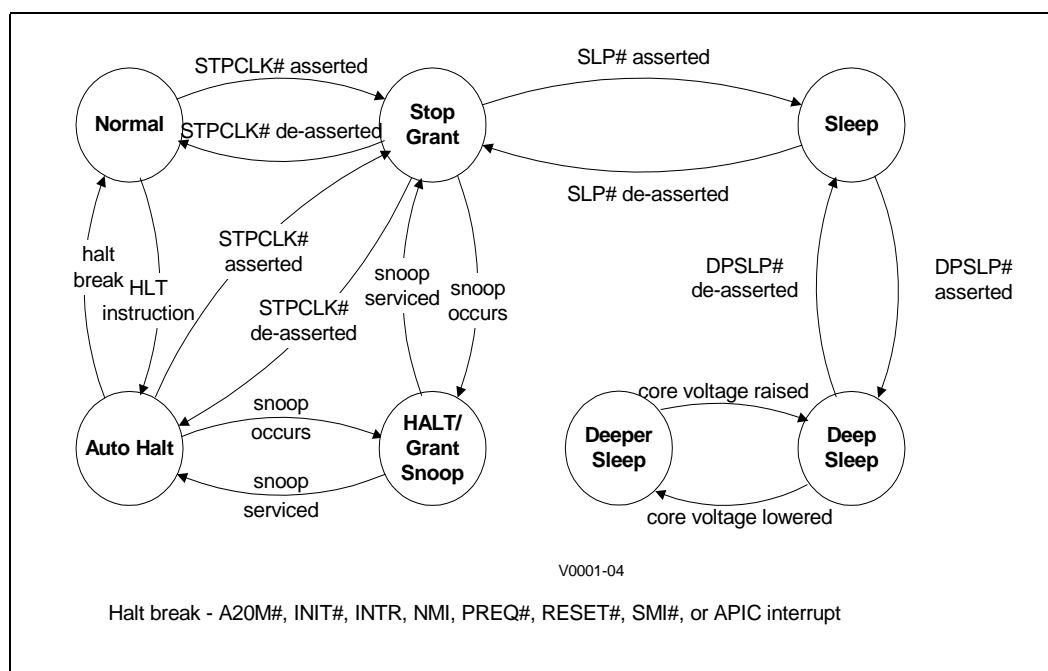 STPCLK# asserted
SLP# asserted
Normal
Stop
Grant
Sleep
STPCLK# de-asserted
SLP# de-asserted
halt
break
HLT
instruction
STPCLK#
asserted
STPCLK#
de-asserted
snoop
serviced
snoop
occurs
DPSLP#
de-asserted
DPSLP#
asserted
Auto Halt
snoop
occurs
snoop
serviced
HALT/
Grant
Snoop
core voltage raised
Deeper
Sleep
Deep
Sleep
core voltage lowered
V0001-04
Halt break - A20M#, INIT#, INTR, NMI, PREQ#, RESET#, SMI#, or APIC interrupt